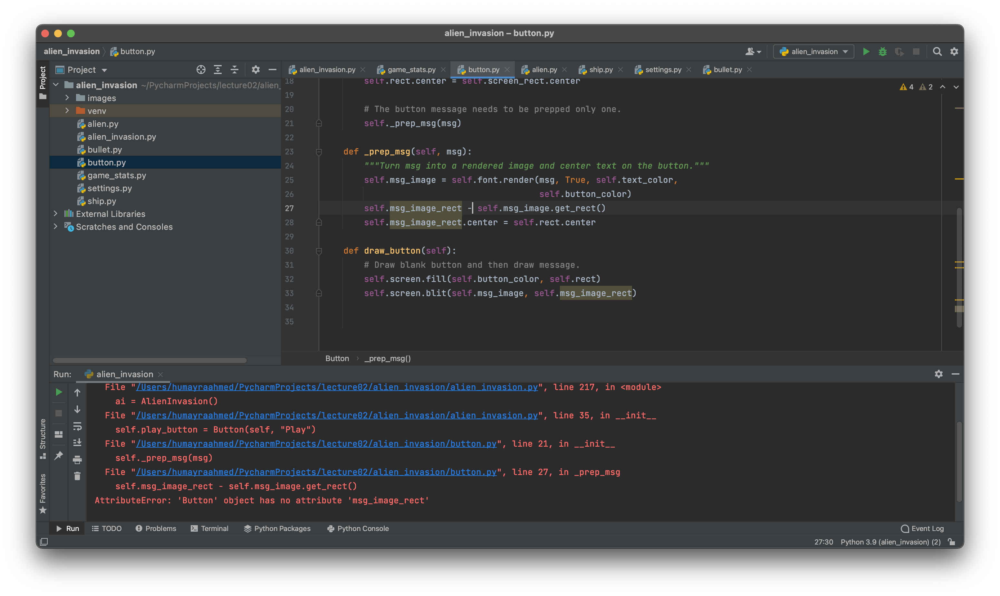 alien_invasion – button.py
alien_invasion button.py
alien_invasion
Project
Project
alien_invasion ~/PycharmProjects/lecture02/alien_
images
venv
alien.py
alien_invasion.py
bullet.py
button.py
game_stats.py
settings.py
ship.py
External Libraries
Scratches and Consoles
alien_invasion.py game_stats.py button.py alien.py ship.py settings.py bullet.py
4 2
18 self.rect.center = self.screen_rect.center
19
20 # The button message needs to be prepped only one.
21 self._prep_msg(msg)
22
23 def _prep_msg(self, msg):
24 """Turn msg into a rendered image and center text on the button."""
25 self.msg_image = self.font.render(msg, True, self.text_color,
26 self.button_color)
27 self.msg_image_rect - self.msg_image.get_rect()
28 self.msg_image_rect.center = self.rect.center
29
30 def draw_button(self):
31 # Draw blank button and then draw message.
32 self.screen.fill(self.button_color, self.rect)
33 self.screen.blit(self.msg_image, self.msg_image_rect)
34
35
Button › _prep_msg()
Run: alien_invasion
File "/Users/humayraahmed/PycharmProjects/lecture02/alien_invasion/alien_invasion.py", line 217, in <module>
ai = AlienInvasion()
File "/Users/humayraahmed/PycharmProjects/lecture02/alien_invasion/alien_invasion.py", line 35, in __init__
self.play_button = Button(self, "Play")
File "/Users/humayraahmed/PycharmProjects/lecture02/alien_invasion/button.py", line 21, in __init__
self._prep_msg(msg)
File "/Users/humayraahmed/PycharmProjects/lecture02/alien_invasion/button.py", line 27, in _prep_msg
self.msg_image_rect - self.msg_image.get_rect()
AttributeError: 'Button' object has no attribute 'msg_image_rect'
Structure
Favorites
Run TODO Problems Terminal Python Packages Python Console Event Log
27:30 Python 3.9 (alien_invasion) (2)